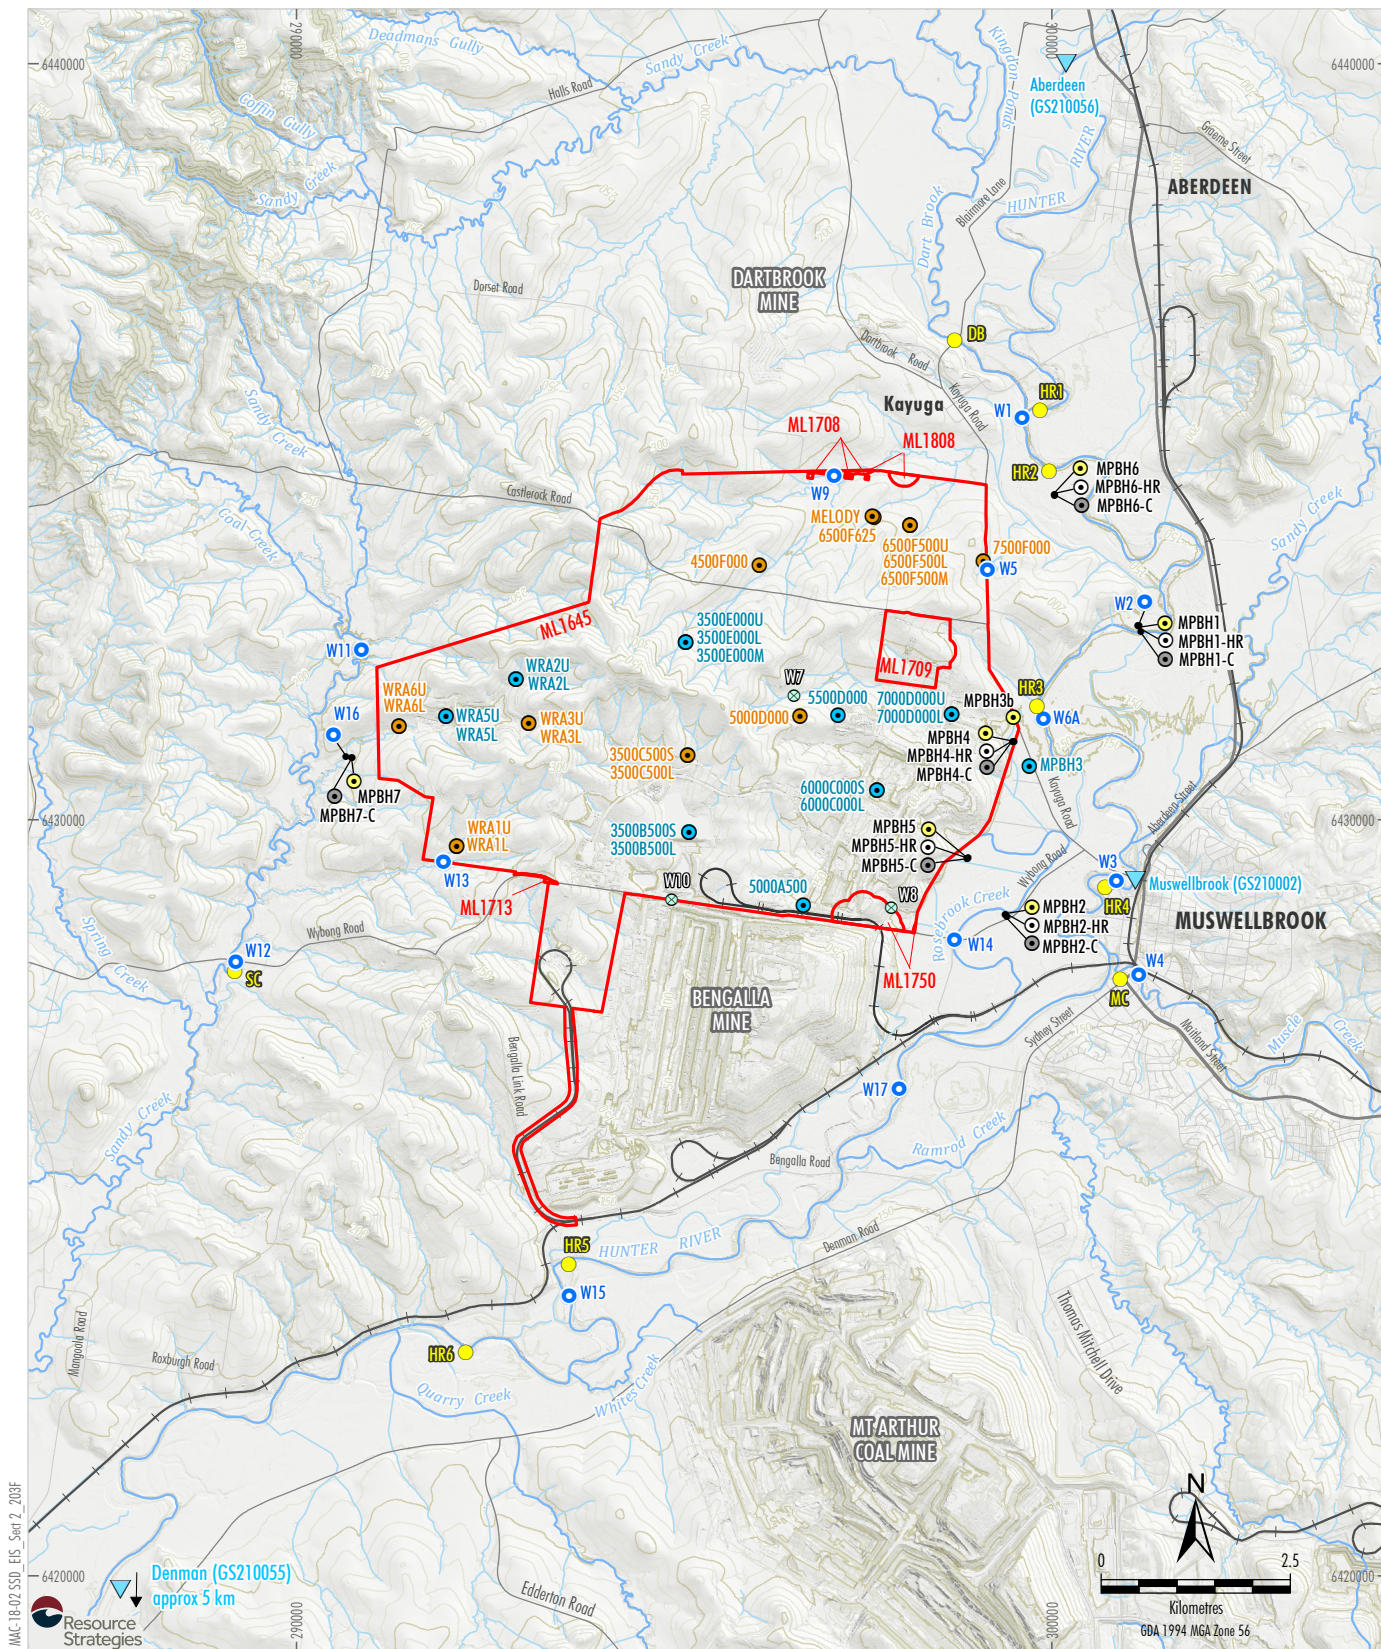 290000
300000
Deadmans Gully
Sandy Creek
Kingdon Ponds
6440000
6440000
Aberdeen
(GS210056)
Halls Road
Coffin Gully
RIVER
Graeme Street
Sandy Creek
ABERDEEN
Blairmore Lane
HUNTER
Dart Brook
DARTBROOK
MINE
Dorset Road
DB
Dartbrook Road
Kayuga Road
Kayuga
HR1
W1
Sandy Creek
ML1708
ML1808
HR2
MPBH6
MPBH6-HR
MPBH6-C
W9
Castlerock Road
Coal Creek
Sandy Creek
MELODY
6500F625
6500F500U
6500F500L
6500F500M
7500F000
W5
4500F000
W2
ML1645
3500E000U
3500E000L
3500E000M
MPBH1
MPBH1-HR
MPBH1-C
W11
WRA2U
WRA2L
ML1709
W7
HR3
WRA6U
WRA6L
5500D000
7000D000U
7000D000L
MPBH3b
W16
WRA5U
WRA5L
WRA3U
WRA3L
5000D000
W6A
MPBH4
MPBH4-HR
MPBH4-C
MPBH3
3500C500S
3500C500L
MPBH7
MPBH7-C
6000C000S
6000C000L
Kayuga Road
Aberdeen Street
6430000
6430000
WRA1U
WRA1L
3500B500S
3500B500L
MPBH5
MPBH5-HR
MPBH5-C
W13
Wybong Road
W3
Muswellbrook (GS210002)
W10
5000A500
W8
HR4
ML1713
Rosebrook Creek
MPBH2
MPBH2-HR
MPBH2-C
MUSWELLBROOK
Spring Creek
Wybong Road
W12
SC
W14
W4
ML1750
MC
BENGALLA
MINE
Sydney Street
Maitland Street
Muscle Creek
Bengalla Link Road
W17
Sandy Creek
Ramrod Creek
Bengalla Road
HR5
HUNTER RIVER
Denman Road
W15
Thomas Mitchell Drive
Mangoola Road
HR6
Roxburgh Road
Quarry Creek
Whites Creek
MT ARTHUR
COAL MINE
N
0
2.5
Kilometres
GDA 1994 MGA Zone 56
Denman (GS210055)
approx 5 km
6420000
6420000
Edderton Road
Resource
Strategies
290000
300000
MAC-18-02 SSD_EIS_Sect 2_203F